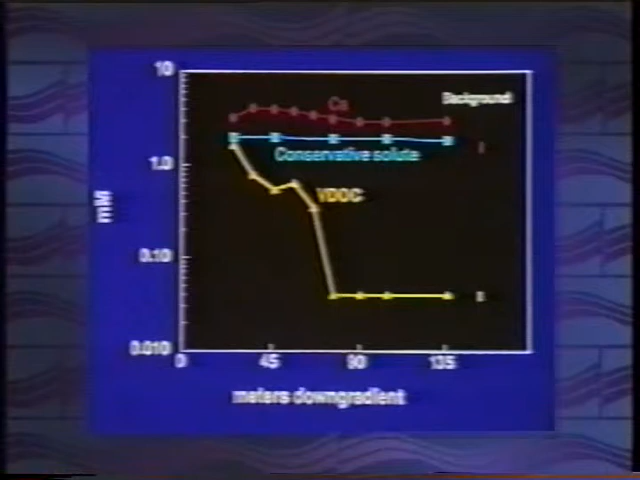 10
Ca
Background
Conservative solute
1.0
mM
VDOC
0.10
0.010
0
45
90
135
meters downgradient